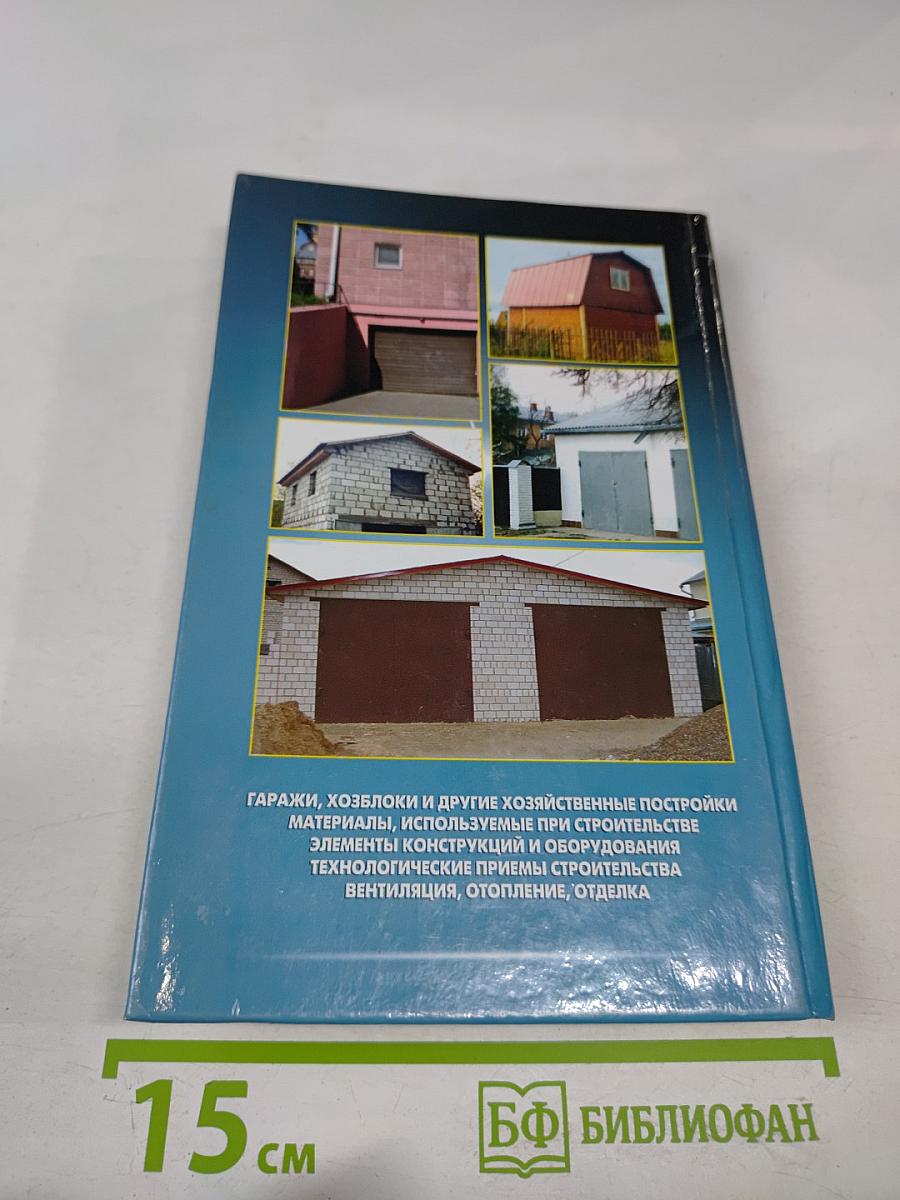 ГАРАЖИ, ХОЗБЛОКИ И ДРУГИЕ ХОЗЯЙСТВЕННЫЕ ПОСТРОЙКИ
МАТЕРИАЛЫ, ИСПОЛЬЗУЕМЫЕ ПРИ СТРОИТЕЛЬСТВЕ
ЭЛЕМЕНТЫ КОНСТРУКЦИЙ И ОБОРУДОВАНИЯ
ТЕХНОЛОГИЧЕСКИЕ ПРИЕМЫ СТРОИТЕЛЬСТВА
ВЕНТИЛЯЦИЯ, ОТОПЛЕНИЕ, ОТДЕЛКА
15 см
БФ БИБЛИОФАН